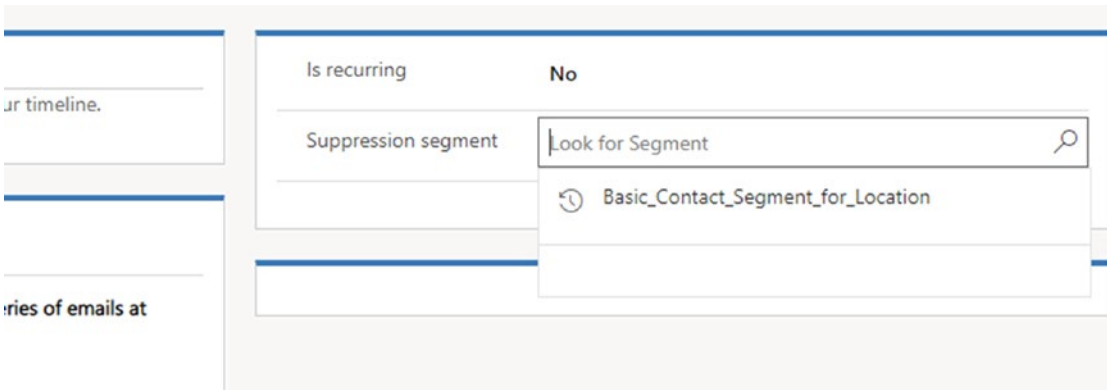 ur timeline.
eries of emails at
Is recurring No
Suppression segment Look for Segment
Basic_Contact_Segment_for_Location